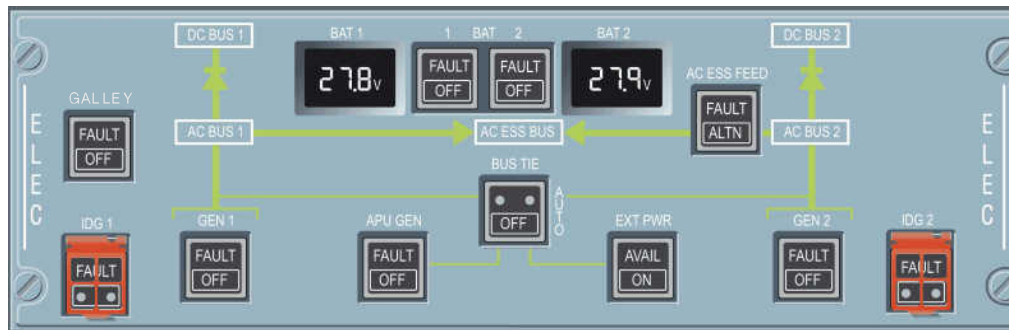 DC BUS 1
BAT 1
1 BAT 2
BAT 2
DC BUS 2
27.8V
FAULT
OFF
FAULT
OFF
27.9V
AC ESS FEED
FAULT
ALTN
GALLEY
FAULT
OFF
AC BUS 1
AC ESS BUS
AC BUS 2
ELEC
ELEC
BUS TIE
OFF
AUTO
IDG 1
FAULT
GEN 1
FAULT
OFF
APU GEN
FAULT
OFF
EXT PWR
AVAIL
ON
GEN 2
FAULT
OFF
IDG 2
FAULT